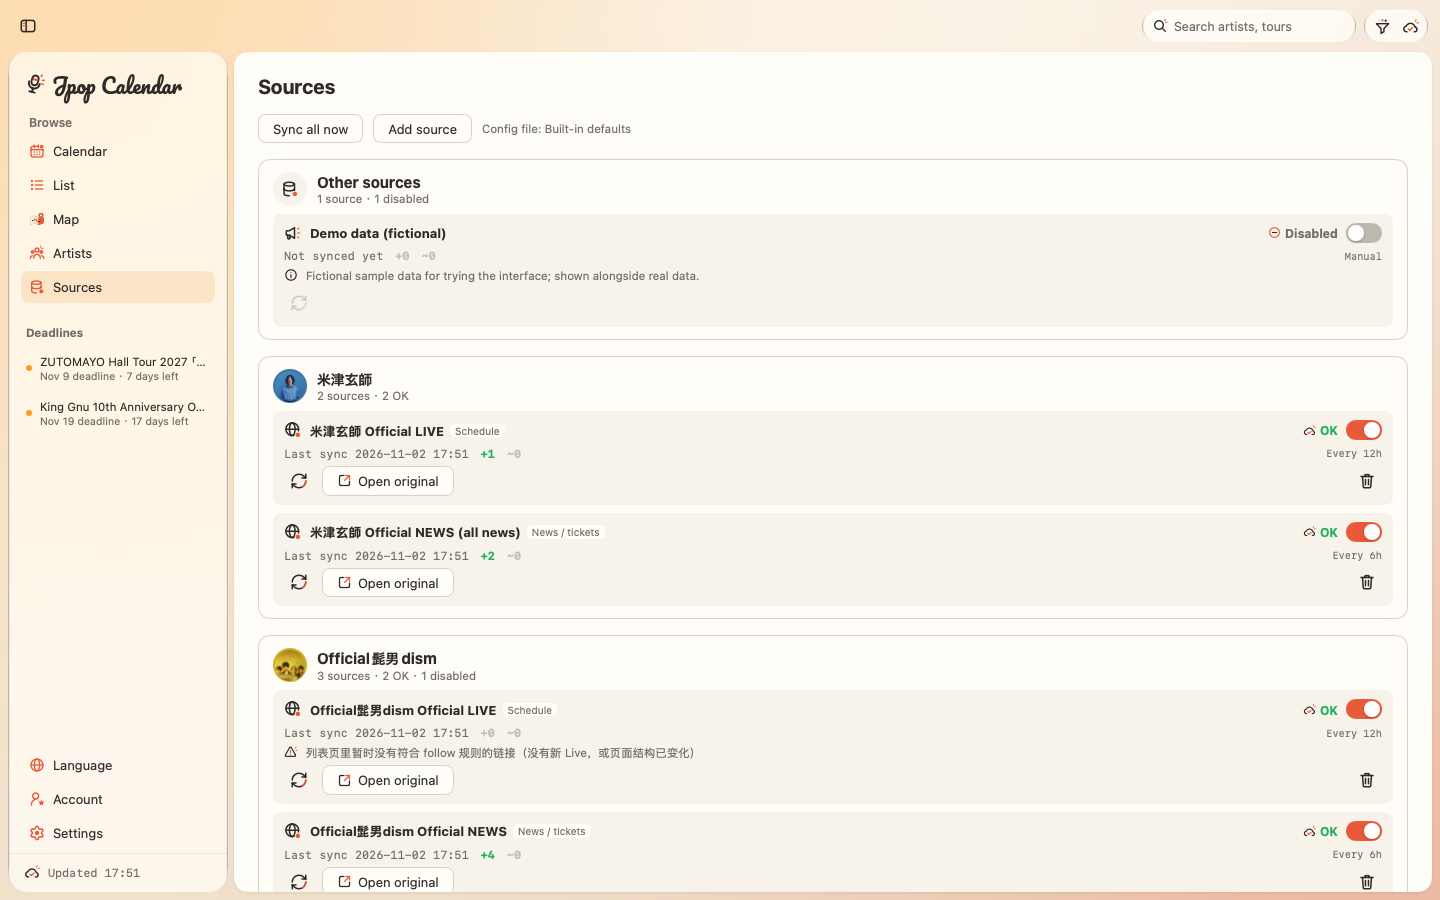 Search artists, tours
Jpop Calendar
Browse
Calendar
List
Map
Artists
Sources
Deadlines
ZUTOMAYO Hall Tour 2027「...
Nov 9 deadline · 7 days left
King Gnu 10th Anniversary O...
Nov 19 deadline · 17 days left
Language
Account
Settings
Updated 17:51
Sources
Sync all now
Add source
Config file: Built-in defaults
Other sources
1 source · 1 disabled
Demo data (fictional)
Disabled
Not synced yet +0 ~0
Manual
Fictional sample data for trying the interface; shown alongside real data.
米津玄師
2 sources · 2 OK
米津玄師 Official LIVE Schedule
OK
Last sync 2026-11-02 17:51 +1 ~0
Every 12h
Open original
米津玄師 Official NEWS (all news) News / tickets
OK
Last sync 2026-11-02 17:51 +2 ~0
Every 6h
Open original
Official髭男dism
3 sources · 2 OK · 1 disabled
Official髭男dism Official LIVE Schedule
OK
Last sync 2026-11-02 17:51 +0 ~0
Every 12h
列表页里暂时没有符合 follow 规则的链接（没有新 Live，或页面结构已变化）
Open original
Official髭男dism Official NEWS News / tickets
OK
Last sync 2026-11-02 17:51 +4 ~0
Every 6h
Open original